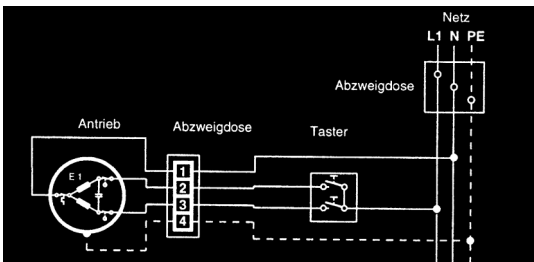 Netz
L1 N PE
Abzweigdose
Antrieb
Abzweigdose
Taster
E 1
1
2
3
4